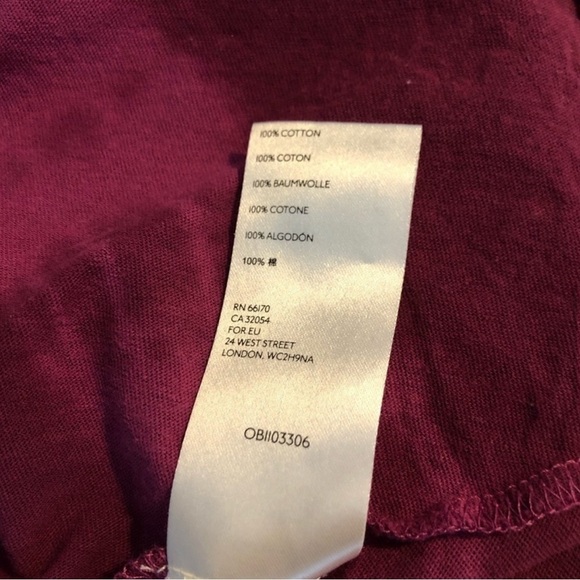 100% COTTON
100% COTON
100% BAUMWOLLE
100% COTONE
100% ALGODÓN
100% 棉
RN 66170
CA 32054
FOR EU
24 WEST STREET
LONDON, WC2H9NA
OB1103306